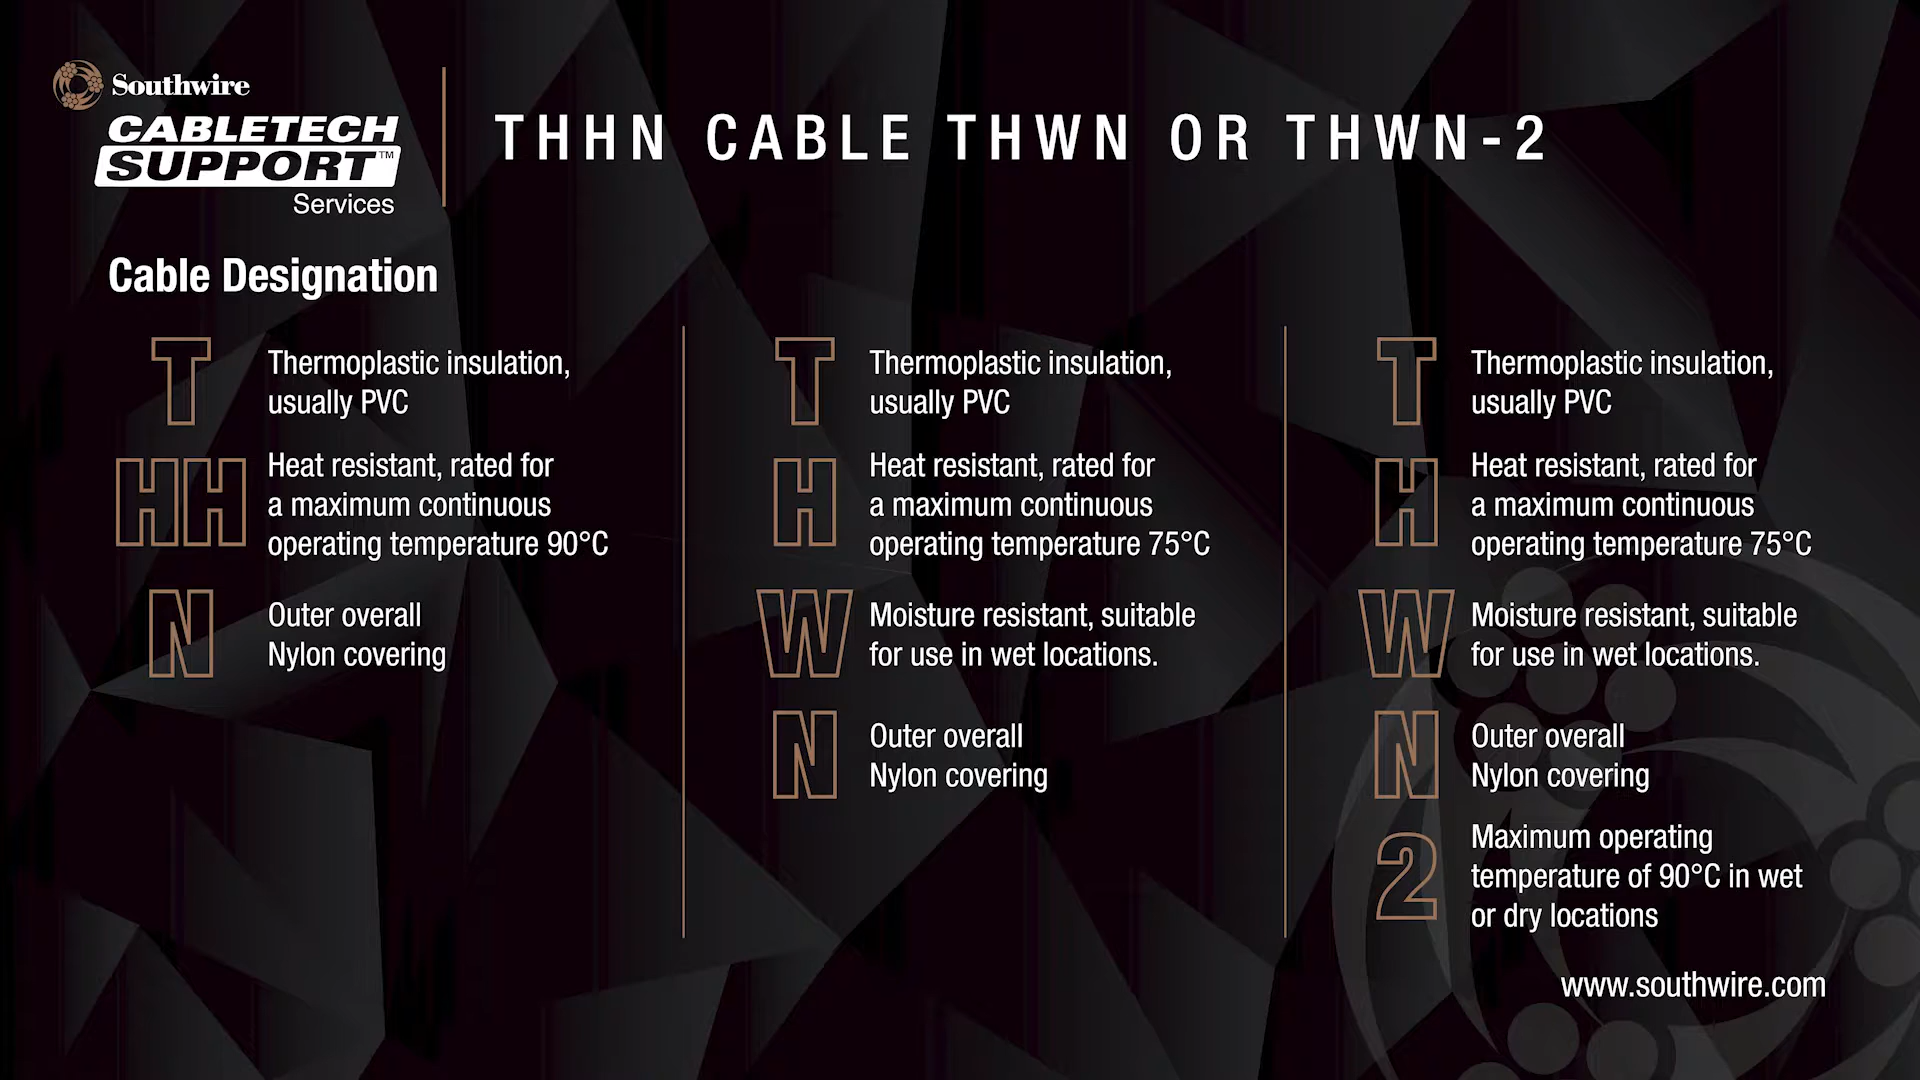 Southwire
CABLETECH
SUPPORT™
Services
THHN CABLE THWN OR THWN-2
Cable Designation
T
Thermoplastic insulation,
usually PVC
HH
Heat resistant, rated for
a maximum continuous
operating temperature 90°C
N
Outer overall
Nylon covering
T
Thermoplastic insulation,
usually PVC
H
Heat resistant, rated for
a maximum continuous
operating temperature 75°C
W
Moisture resistant, suitable
for use in wet locations.
N
Outer overall
Nylon covering
T
Thermoplastic insulation,
usually PVC
H
Heat resistant, rated for
a maximum continuous
operating temperature 75°C
W
Moisture resistant, suitable
for use in wet locations.
N
Outer overall
Nylon covering
2
Maximum operating
temperature of 90°C in wet
or dry locations
www.southwire.com